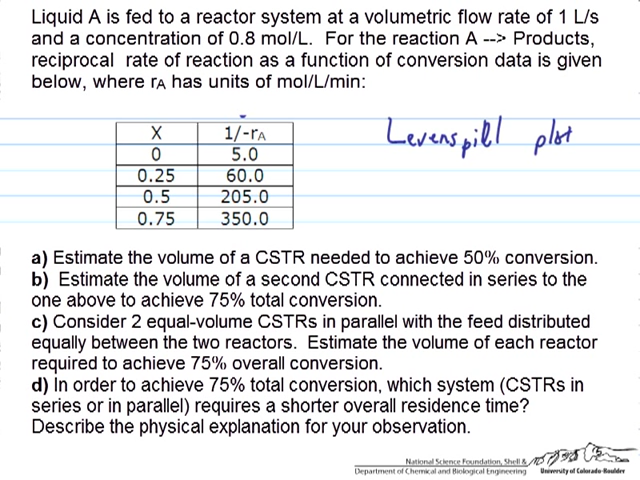 Liquid A is fed to a reactor system at a volumetric flow rate of 1 L/s
and a concentration of 0.8 mol/L. For the reaction A --> Products,
reciprocal rate of reaction as a function of conversion data is given
below, where rA has units of mol/L/min:
Levenspill plot
X 1/-rA
0 5.0
0.25 60.0
0.5 205.0
0.75 350.0
a) Estimate the volume of a CSTR needed to achieve 50% conversion.
b) Estimate the volume of a second CSTR connected in series to the
one above to achieve 75% total conversion.
c) Consider 2 equal-volume CSTRs in parallel with the feed distributed
equally between the two reactors. Estimate the volume of each reactor
required to achieve 75% overall conversion.
d) In order to achieve 75% total conversion, which system (CSTRs in
series or in parallel) requires a shorter overall residence time?
Describe the physical explanation for your observation.
National Science Foundation, Shell &
Department of Chemical and Biological Engineering University of Colorado-Boulder